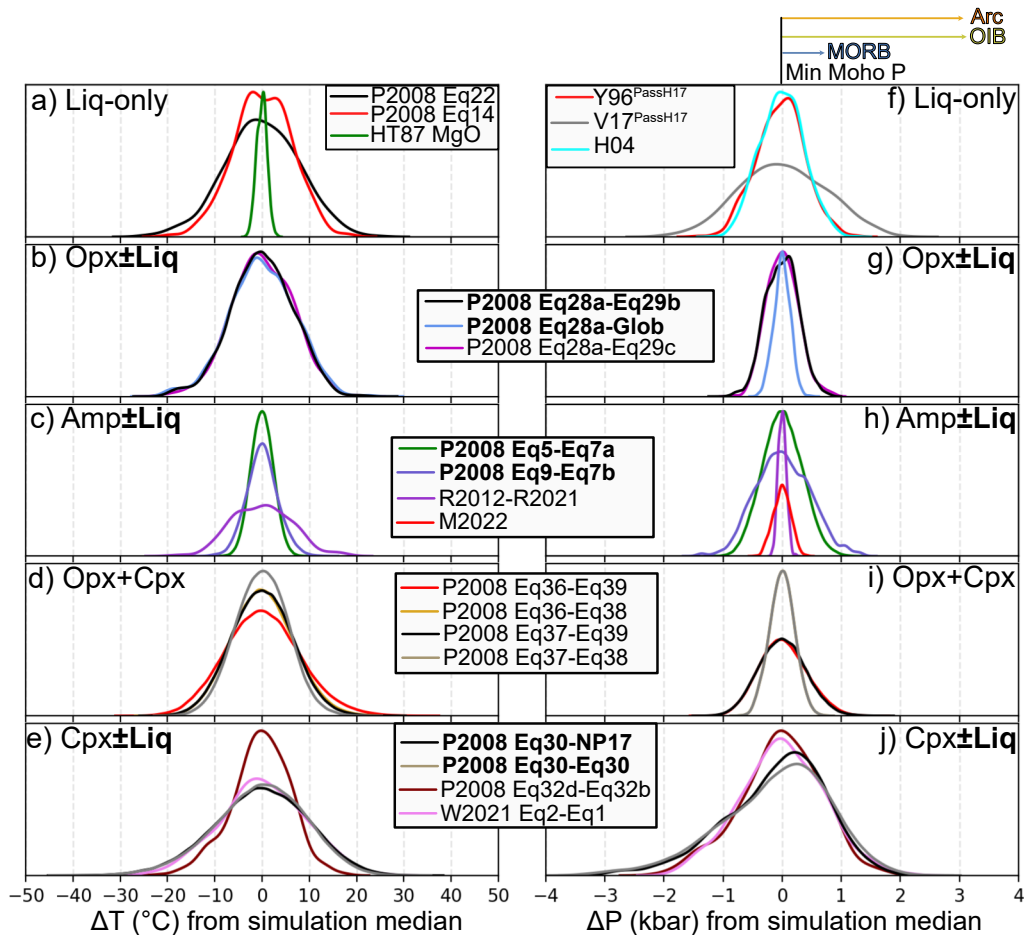 Arc
OIB
MORB
Min Moho P
a) Liq-only
P2008 Eq22
P2008 Eq14
HT87 MgO
Y96PassH17
V17PassH17
H04
f) Liq-only
b) Opx±Liq
g) Opx±Liq
P2008 Eq28a-Eq29b
P2008 Eq28a-Glob
P2008 Eq28a-Eq29c
c) Amp±Liq
h) Amp±Liq
P2008 Eq5-Eq7a
P2008 Eq9-Eq7b
R2012-R2021
M2022
d) Opx+Cpx
i) Opx+Cpx
P2008 Eq36-Eq39
P2008 Eq36-Eq38
P2008 Eq37-Eq39
P2008 Eq37-Eq38
e) Cpx±Liq
j) Cpx±Liq
P2008 Eq30-NP17
P2008 Eq30-Eq30
P2008 Eq32d-Eq32b
W2021 Eq2-Eq1
−50 −40 −30 −20 −10 0 10 20 30 40 50
−4 −3 −2 −1 0 1 2 3 4
ΔT (°C) from simulation median
ΔP (kbar) from simulation median